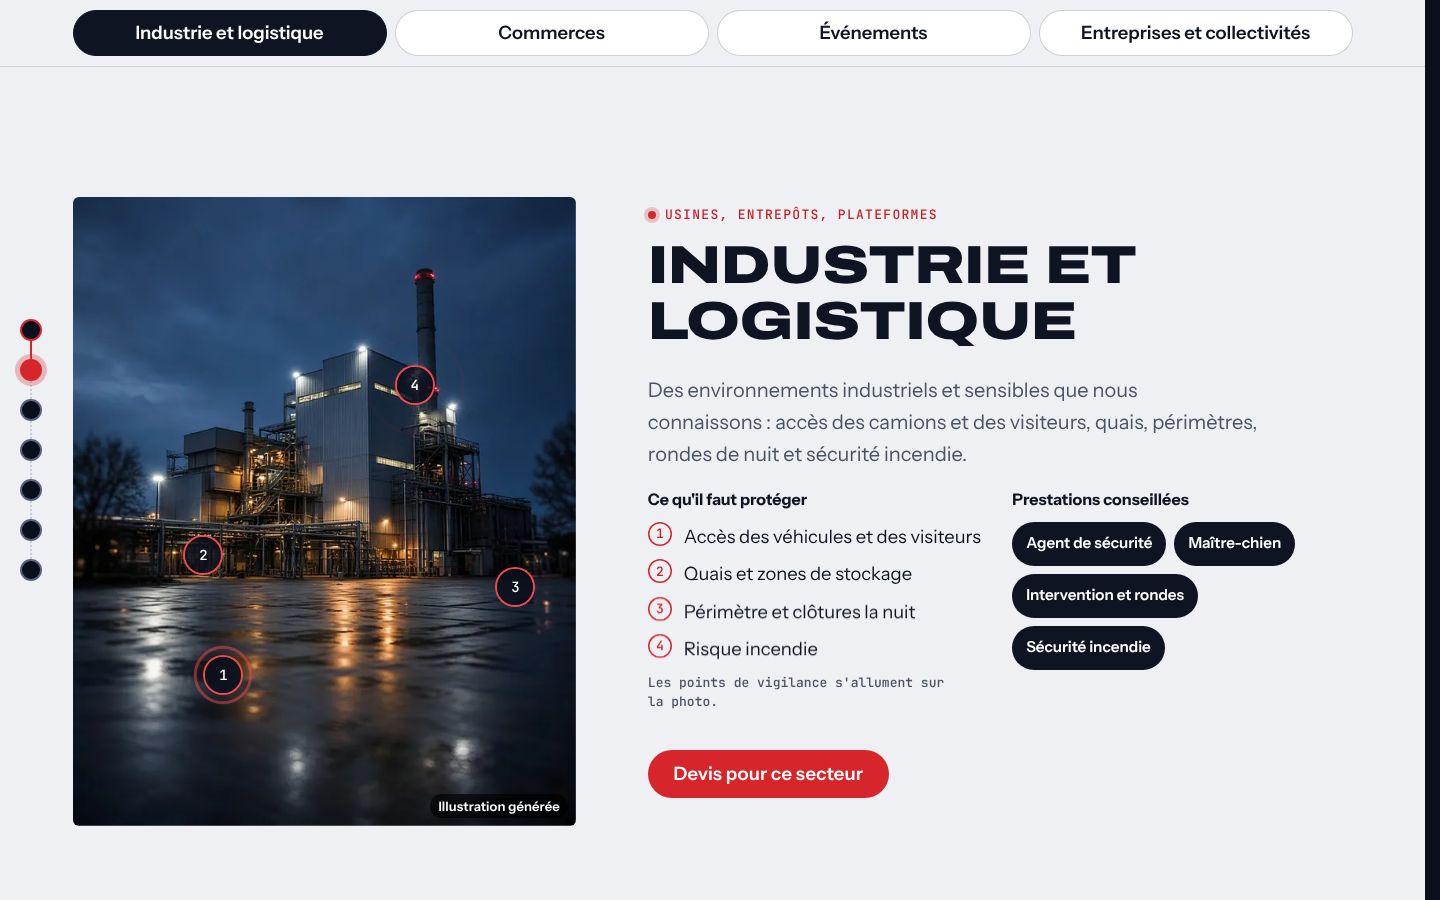 Industrie et logistique
Commerces
Événements
Entreprises et collectivités
USINES, ENTREPÔTS, PLATEFORMES
INDUSTRIE ET
LOGISTIQUE
Des environnements industriels et sensibles que nous
connaissons : accès des camions et des visiteurs, quais, périmètres,
rondes de nuit et sécurité incendie.
Ce qu'il faut protéger
1 Accès des véhicules et des visiteurs
2 Quais et zones de stockage
3 Périmètre et clôtures la nuit
4 Risque incendie
Les points de vigilance s'allument sur
la photo.
Prestations conseillées
Agent de sécurité
Maître-chien
Intervention et rondes
Sécurité incendie
Devis pour ce secteur
4
2
3
1
Illustration générée